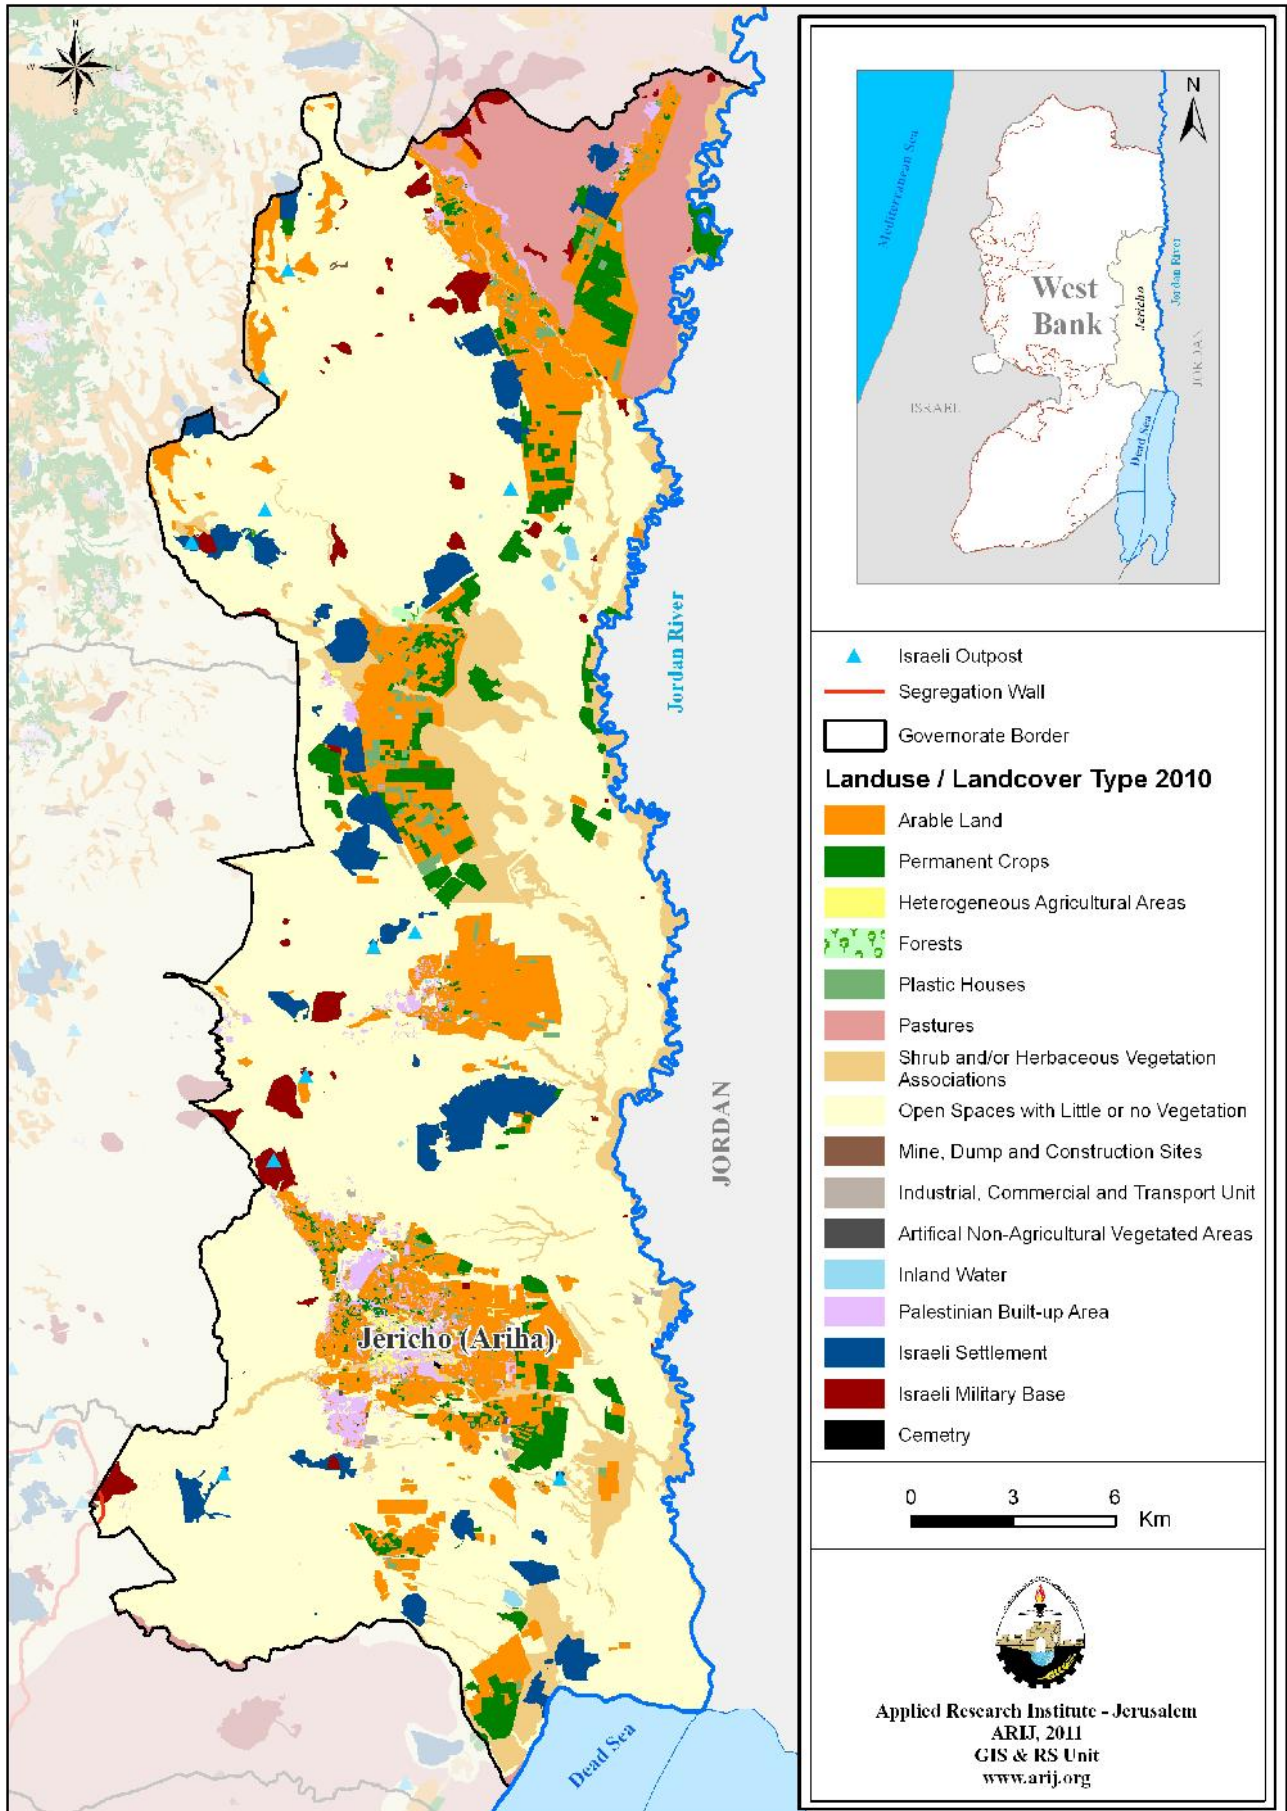 N
W
E
S
Jordan River
JORDAN
Jericho (Ariha)
Dead Sea
N
Mediterranean Sea
West
Bank
Jericho
Jordan River
JORDAN
ISRAEL
Dead Sea
Israeli Outpost
Segregation Wall
Governorate Border
Landuse / Landcover Type 2010
Arable Land
Permanent Crops
Heterogeneous Agricultural Areas
Forests
Plastic Houses
Pastures
Shrub and/or Herbaceous Vegetation
Associations
Open Spaces with Little or no Vegetation
Mine, Dump and Construction Sites
Industrial, Commercial and Transport Unit
Artifical Non-Agricultural Vegetated Areas
Inland Water
Palestinian Built-up Area
Israeli Settlement
Israeli Military Base
Cemetry
0 3 6
Km
Applied Research Institute - Jerusalem
ARIJ, 2011
GIS & RS Unit
www.arij.org